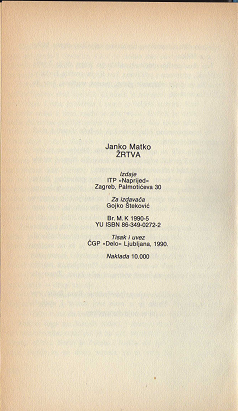 Janko Matko
ŽRTVA
Izdaje
ITP »Naprijed«
Zagreb, Palmotićeva 30
Za izdavača
Gojko Šteković
Br. M. K 1990-5
YU ISBN 86-349-0272-2
Tisak i uvez
ČGP »Delo« Ljubljana, 1990.
Naklada 10.000